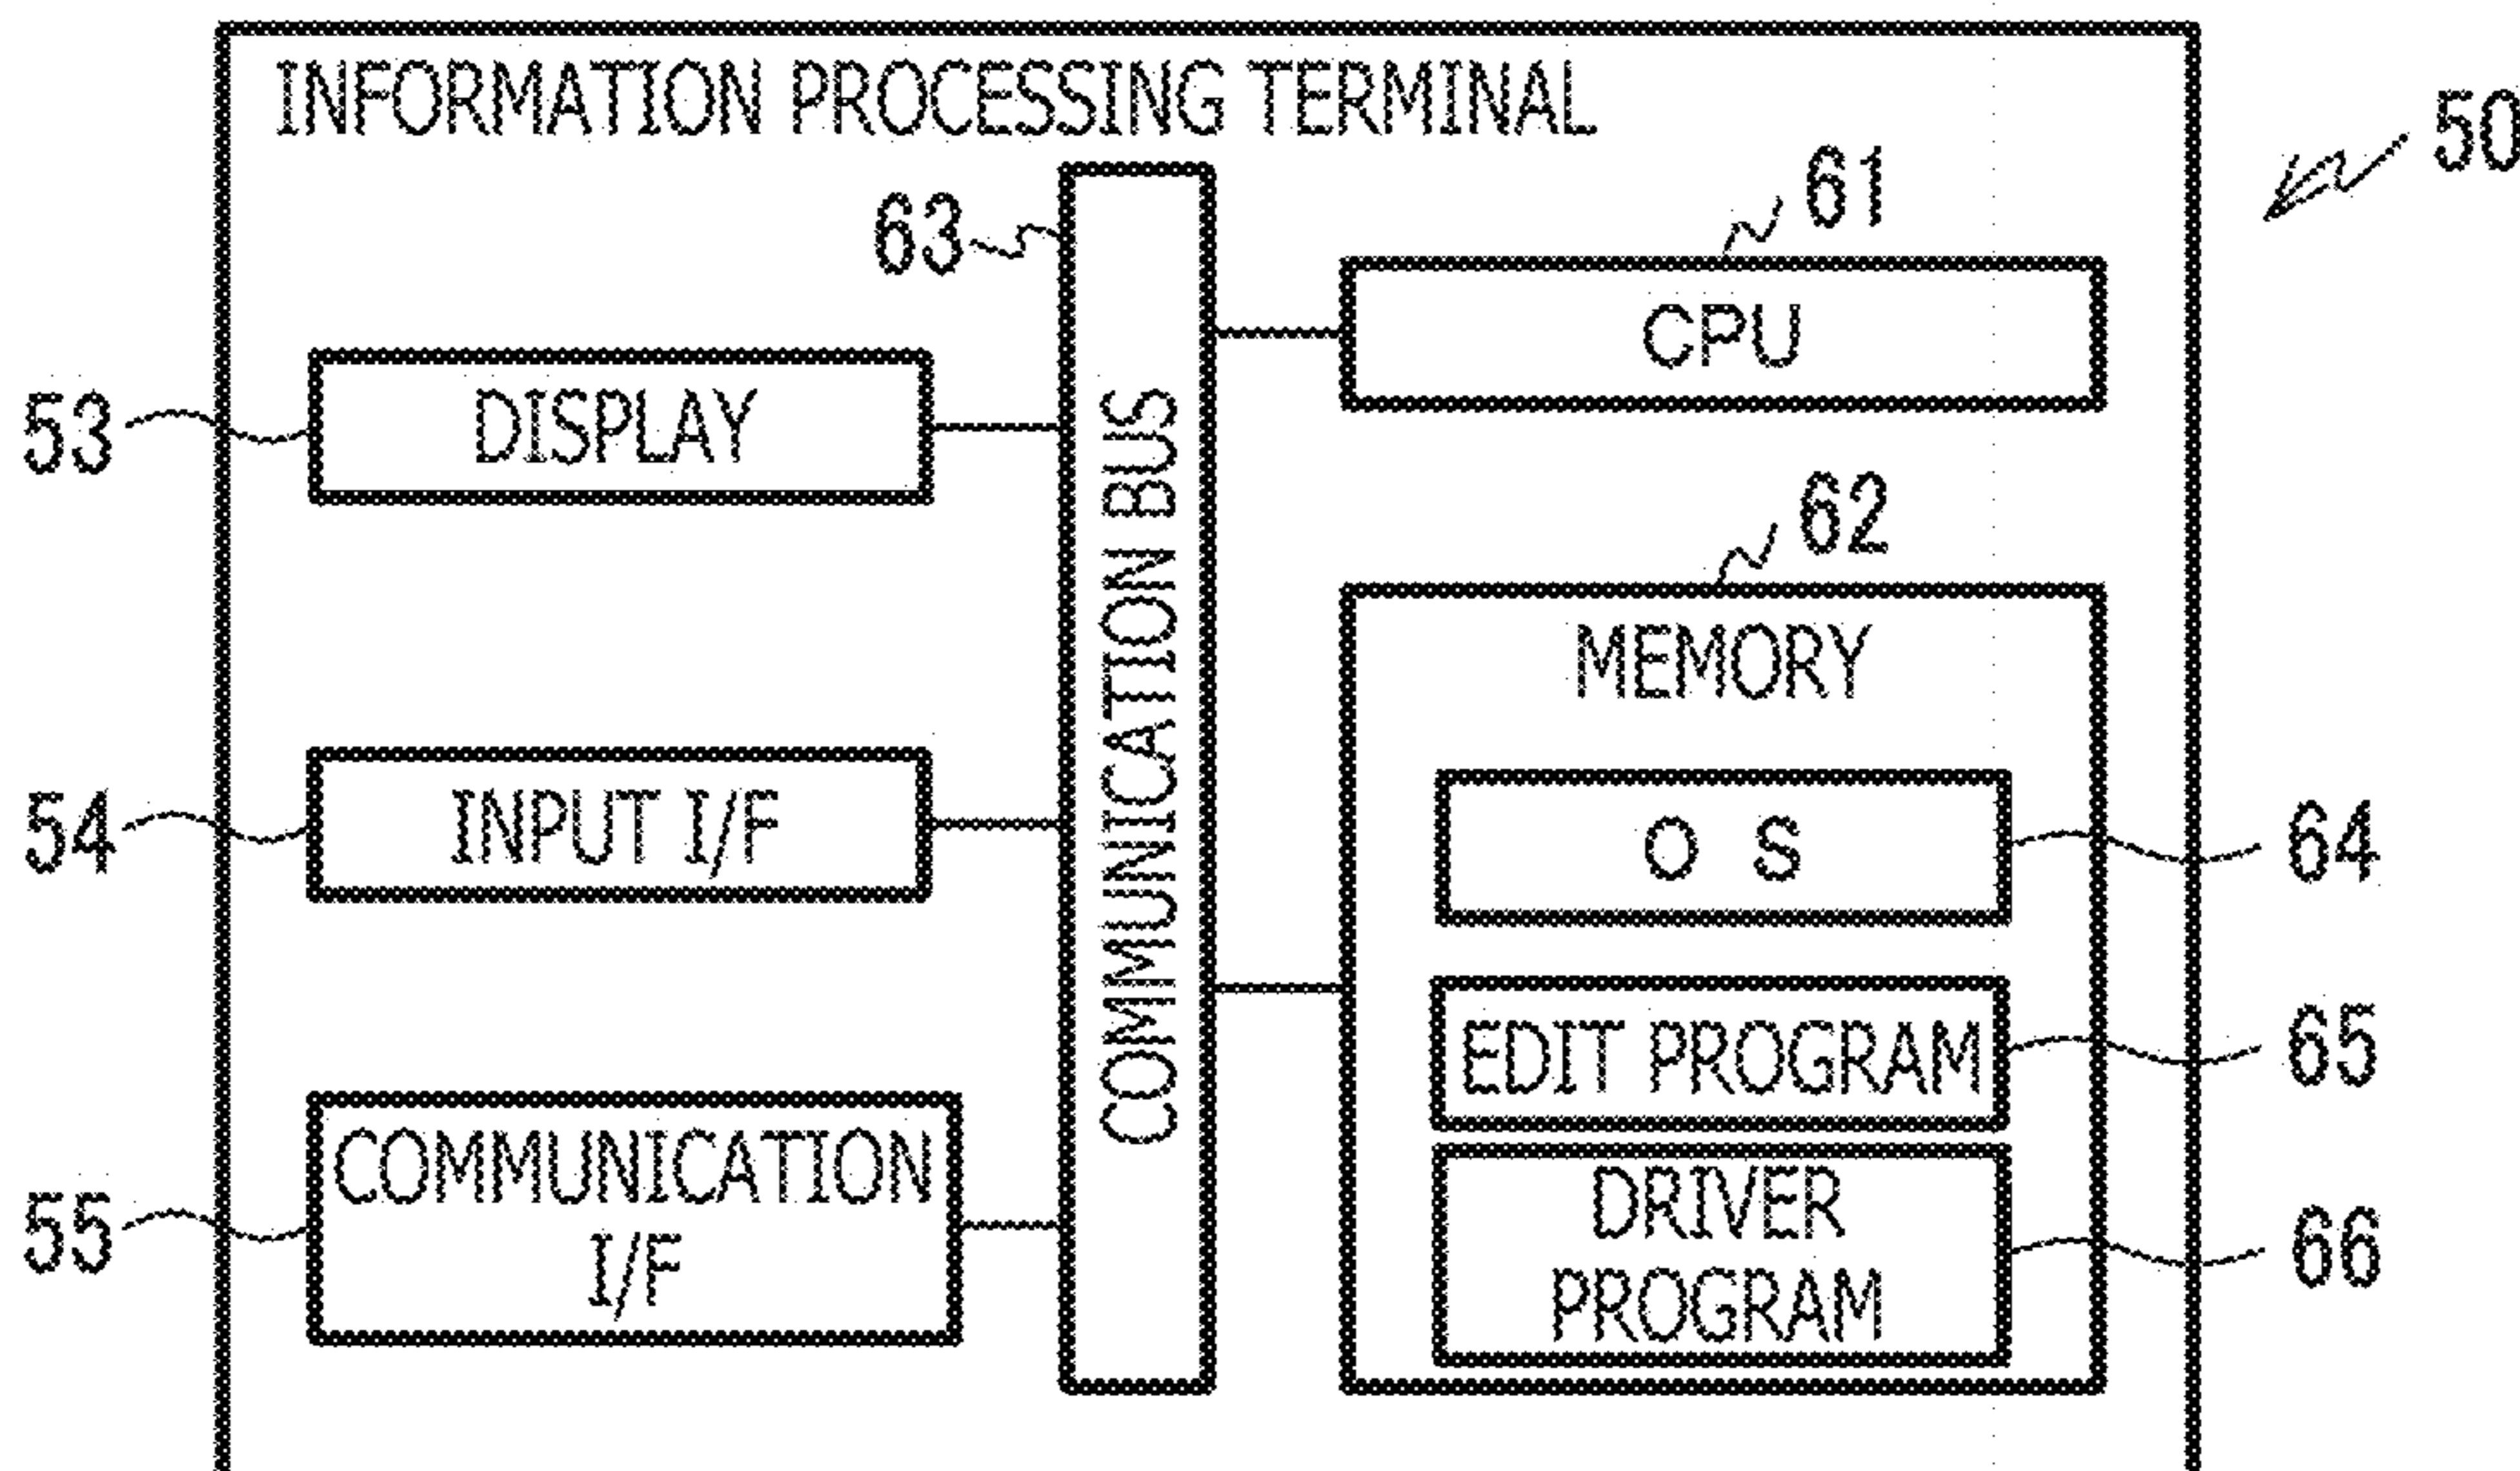 INFORMATION PROCESSING TERMINAL
50
63
61
CPU
53
DISPLAY
COMMUNICATION BUS
62
MEMORY
54
INPUT I/F
O S
64
EDIT PROGRAM
65
55
COMMUNICATION
I/F
DRIVER
PROGRAM
66